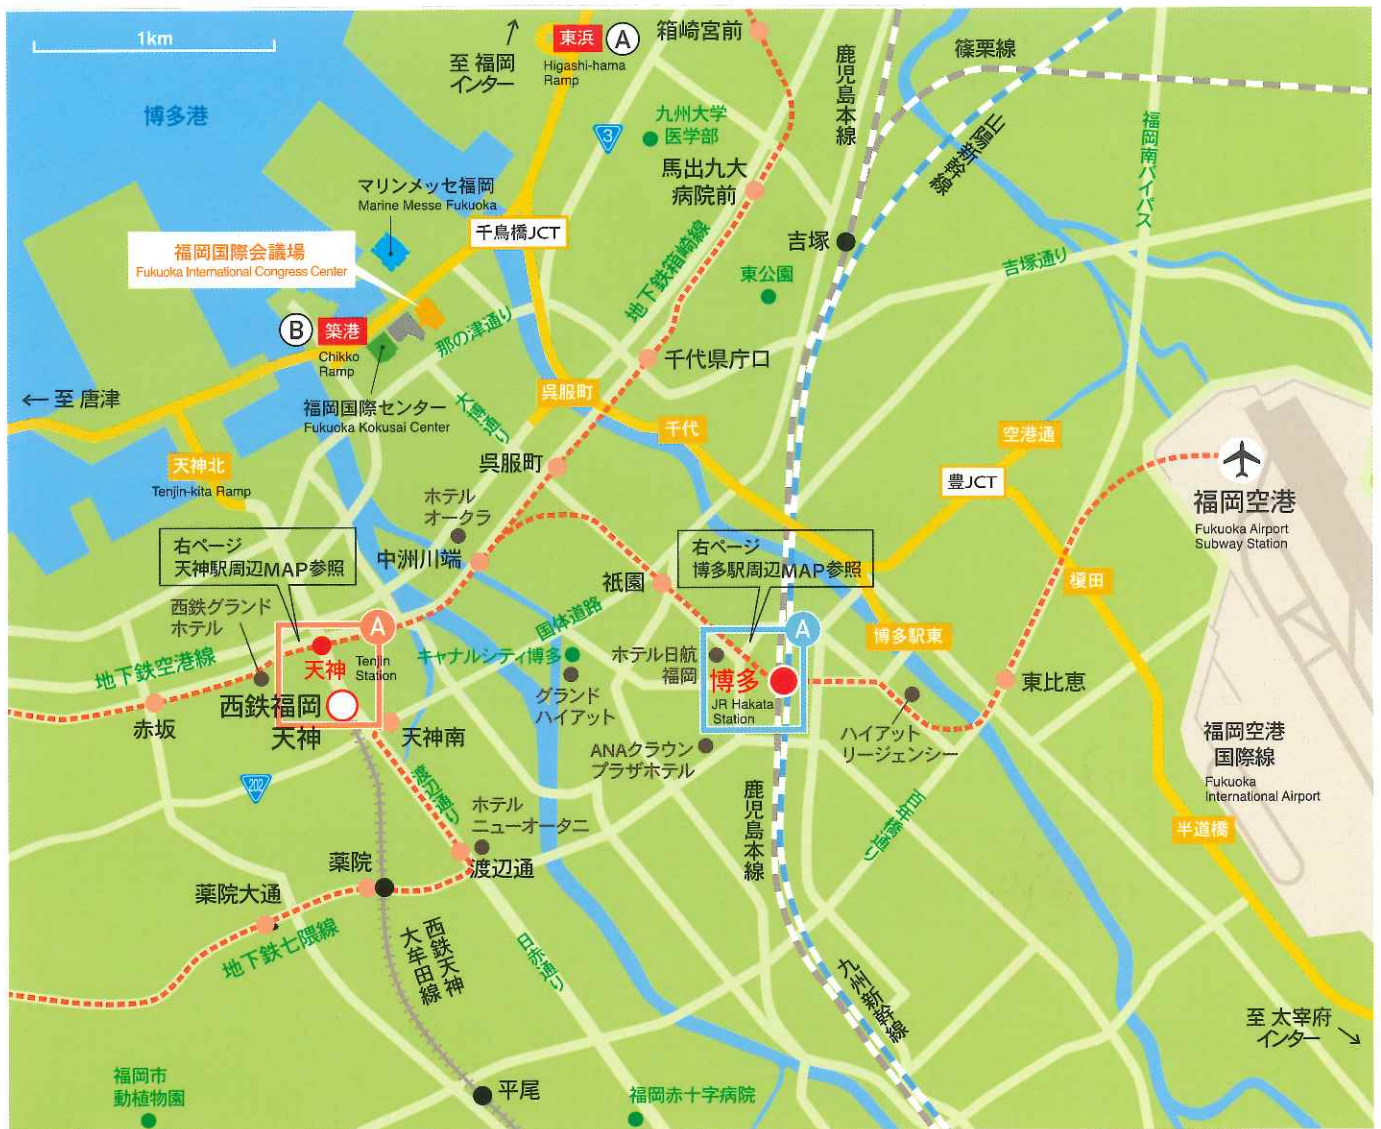 1km
博多港
至 福岡
インター
東浜
A
Higashi-hama
Ramp
箱崎宮前
鹿児島本線
篠栗線
山陽新幹線
福岡南バイパス
3
九州大学
医学部
馬出九大
病院前
マリンメッセ福岡
Marine Messe Fukuoka
千鳥橋JCT
福岡国際会議場
Fukuoka International Congress Center
地下鉄箱崎線
吉塚
吉塚通り
東公園
B
築港
Chikko
Ramp
那の津通り
千代県庁口
至 唐津
福岡国際センター
Fukuoka Kokusai Center
大博通り
呉服町
千代
空港通
天神北
Tenjin-kita Ramp
呉服町
豊JCT
福岡空港
Fukuoka Airport
Subway Station
ホテル
オークラ
右ページ
天神駅周辺MAP参照
中洲川端
右ページ
博多駅周辺MAP参照
祇園
榎田
西鉄グランド
ホテル
国体道路
博多駅東
地下鉄空港線
A
天神
Tenjin
Station
キャナルシティ博多
ホテル日航
福岡
A
博多
JR Hakata
Station
東比恵
西鉄福岡
天神
グランド
ハイアット
赤坂
天神南
ANAクラウン
プラザホテル
ハイアット
リージェンシー
福岡空港
国際線
Fukuoka
International Airport
202
渡辺通り
ホテル
ニューオータニ
鹿児島本線
百年橋通り
半道橋
薬院
渡辺通
薬院大通
地下鉄七隈線
西鉄天神
大牟田線
日赤通り
九州新幹線
至 太宰府
インター
福岡市
動植物園
平尾
福岡赤十字病院